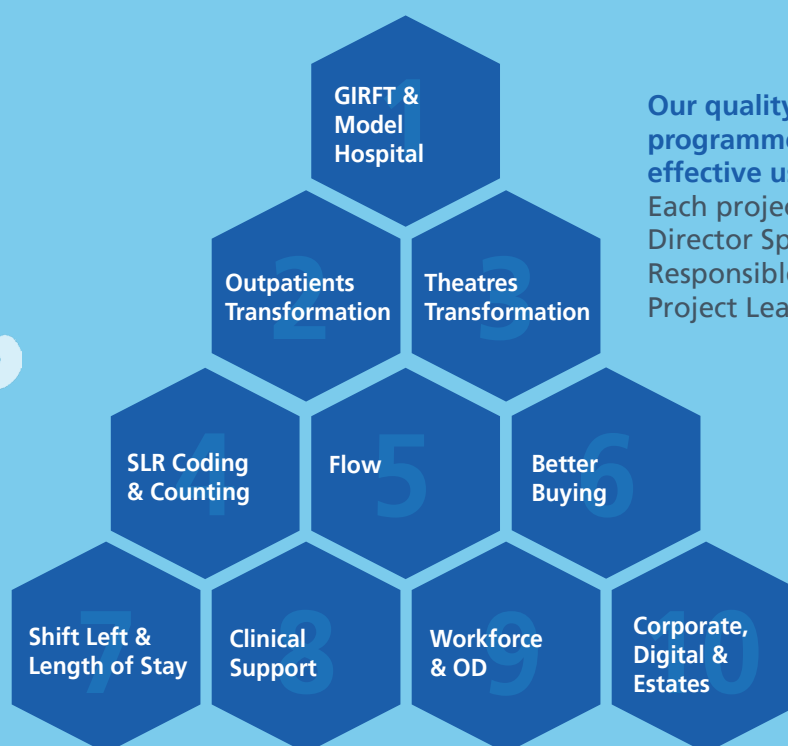 1
GIRFT &
Model
Hospital
Our quality
programme
effective us
Each projec
Director Sp
Responsible
Project Lea
2
Outpatients
Transformation
3
Theatres
Transformation
4
SLR Coding
& Counting
5
Flow
6
Better
Buying
7
Shift Left &
Length of Stay
8
Clinical
Support
9
Workforce
& OD
10
Corporate,
Digital &
Estates